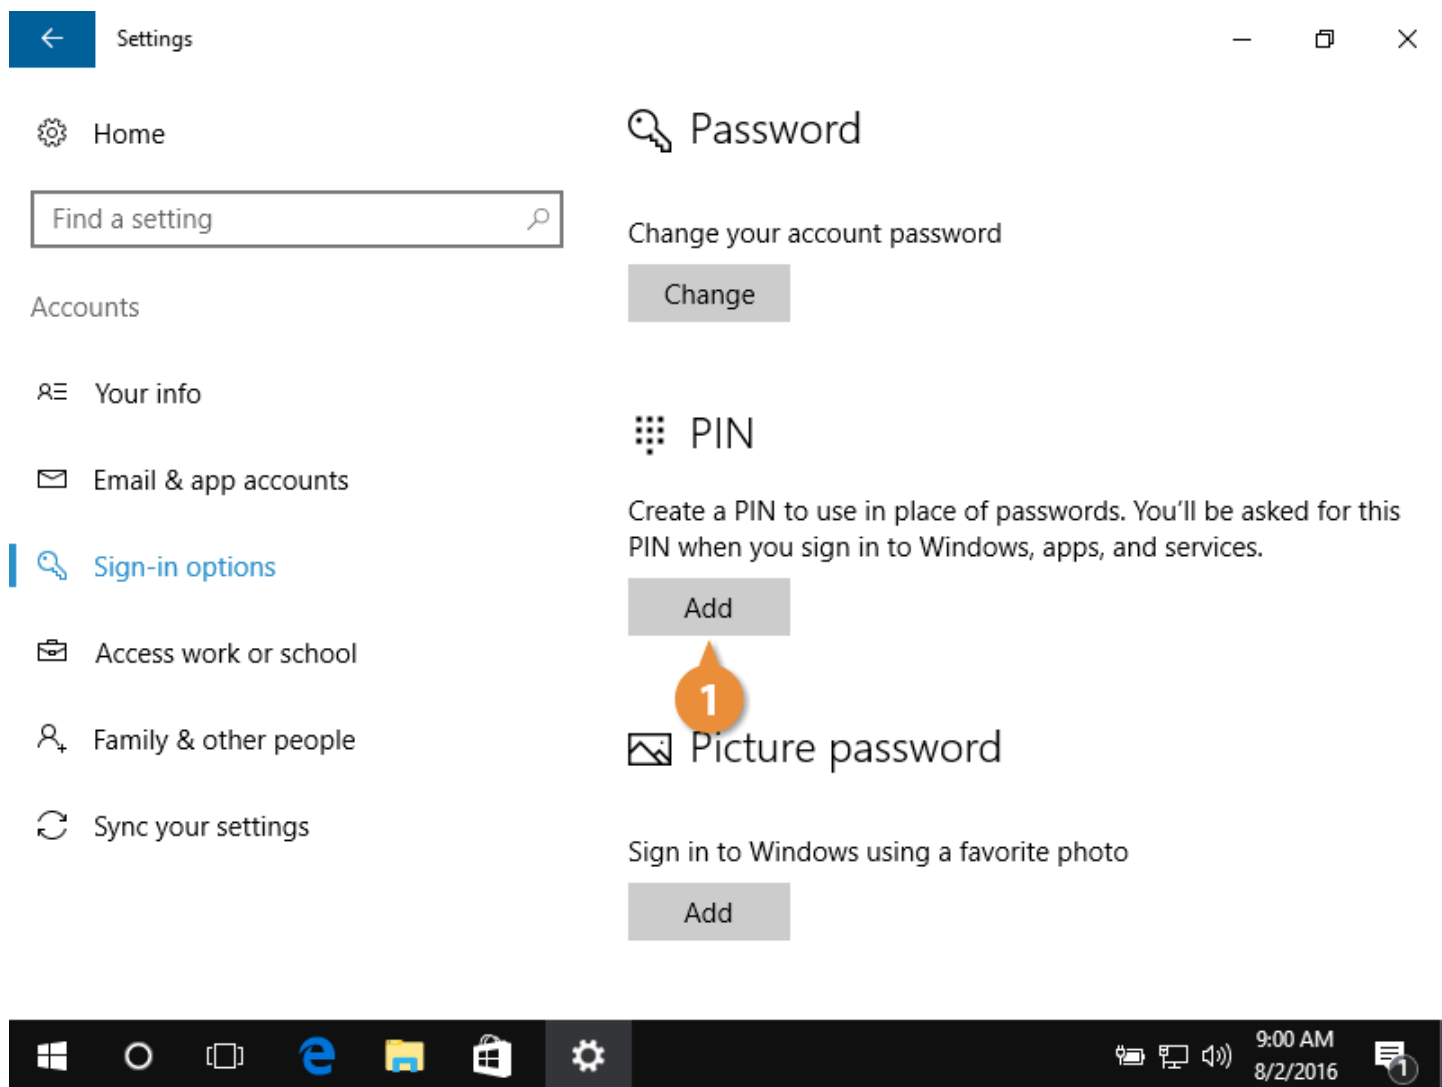 Settings
Home
Find a setting
Accounts
Your info
Email & app accounts
Sign-in options
Access work or school
Family & other people
Sync your settings
Password
Change your account password
Change
PIN
Create a PIN to use in place of passwords. You'll be asked for this
PIN when you sign in to Windows, apps, and services.
Add
1
Picture password
Sign in to Windows using a favorite photo
Add
9:00 AM
8/2/2016
1